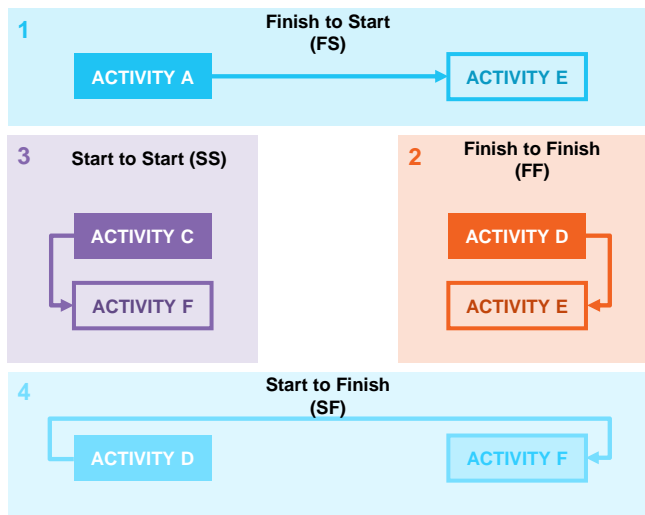 1
Finish to Start
(FS)
ACTIVITY A
ACTIVITY E
3
Start to Start (SS)
ACTIVITY C
ACTIVITY F
2
Finish to Finish
(FF)
ACTIVITY D
ACTIVITY E
4
Start to Finish
(SF)
ACTIVITY D
ACTIVITY F